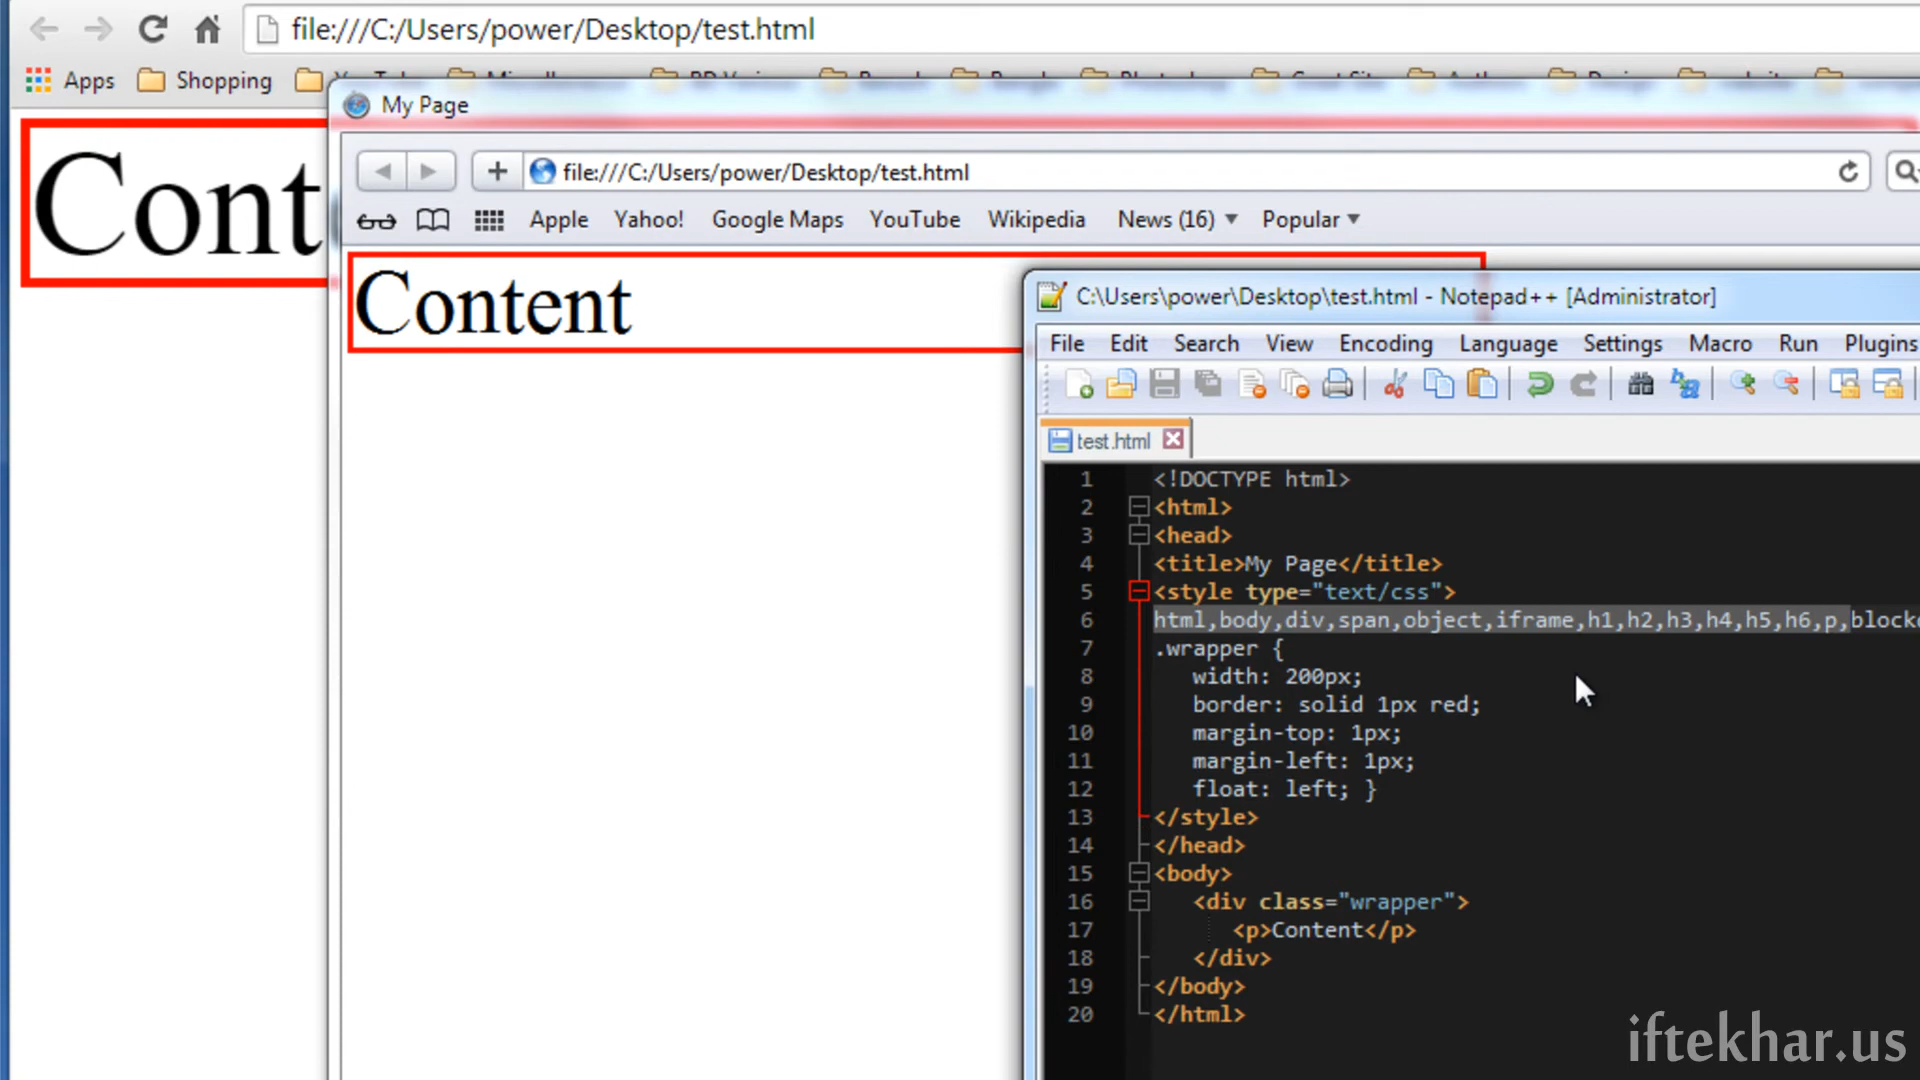 file:///C:/Users/power/Desktop/test.html
Apps
Shopping
My Page
Cont
file:///C:/Users/power/Desktop/test.html
Apple
Yahoo!
Google Maps
YouTube
Wikipedia
News (16)
Popular
Content
C:\Users\power\Desktop\test.html - Notepad++ [Administrator]
File Edit Search View Encoding Language Settings Macro Run Plugins
test.html
1 <!DOCTYPE html>
2 <html>
3 <head>
4 <title>My Page</title>
5 <style type="text/css">
6 html,body,div,span,object,iframe,h1,h2,h3,h4,h5,h6,p,block
7 .wrapper {
8 width: 200px;
9 border: solid 1px red;
10 margin-top: 1px;
11 margin-left: 1px;
12 float: left; }
13 </style>
14 </head>
15 <body>
16 <div class="wrapper">
17 <p>Content</p>
18 </div>
19 </body>
20 </html>
iftekhar.us